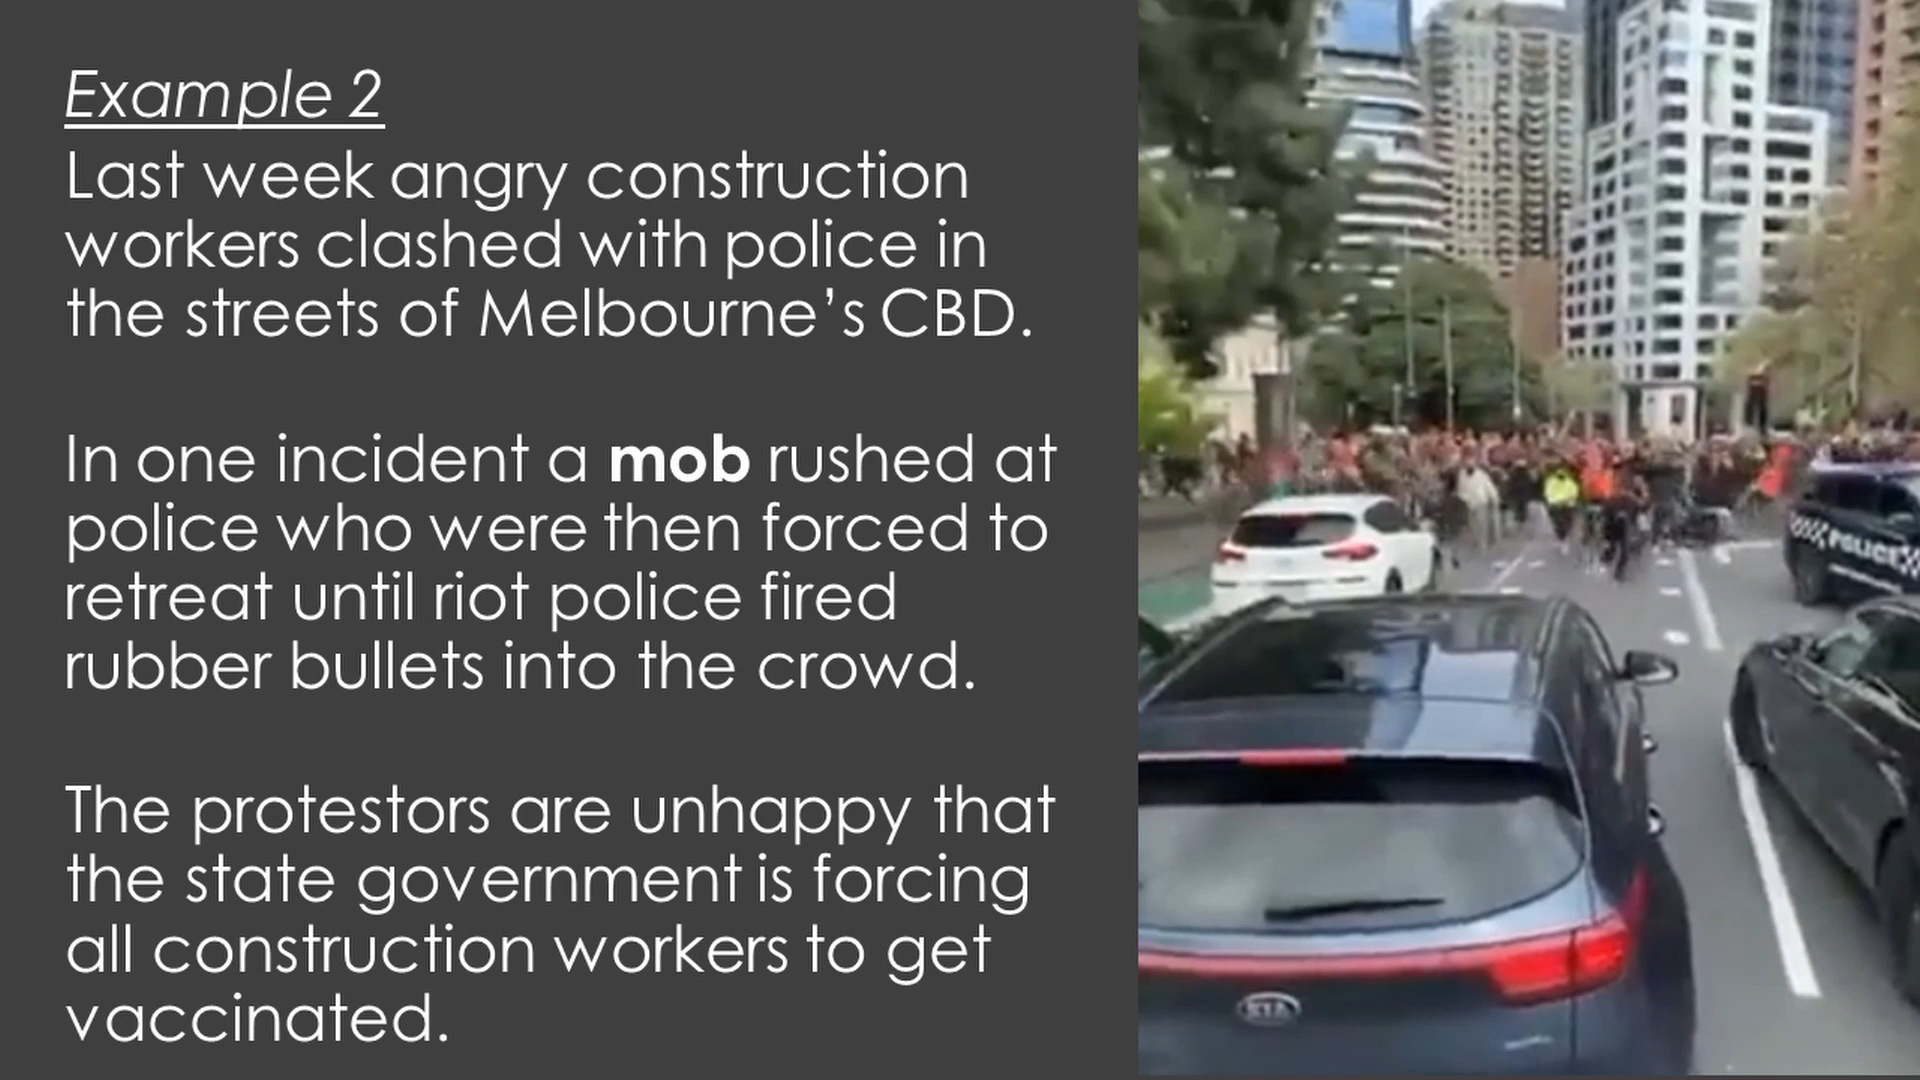 Example 2
Last week angry construction
workers clashed with police in
the streets of Melbourne’s CBD.
In one incident a mob rushed at
police who were then forced to
retreat until riot police fired
rubber bullets into the crowd.
The protestors are unhappy that
the state government is forcing
all construction workers to get
vaccinated.
POLICE
KIA